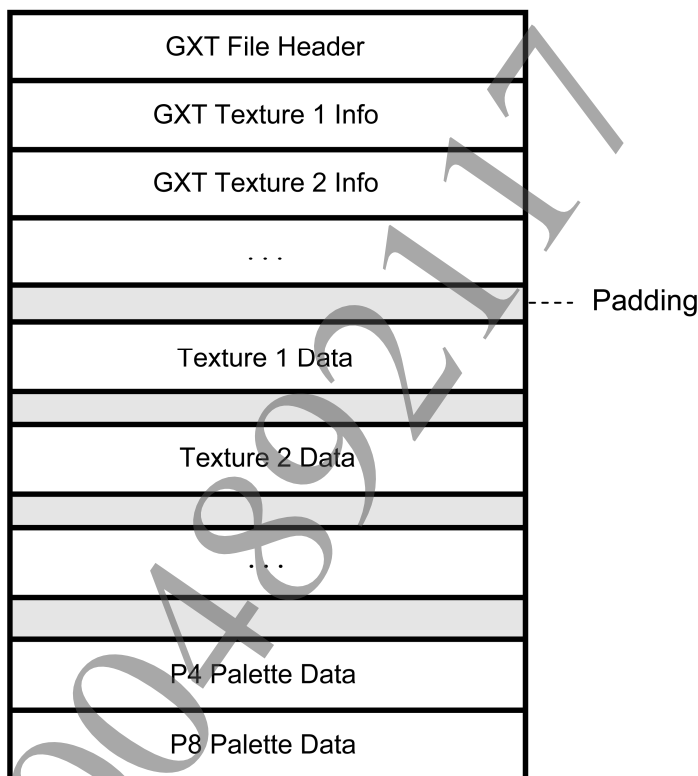 GXT File Header
GXT Texture 1 Info
GXT Texture 2 Info
. . .
Padding
Texture 1 Data
Texture 2 Data
. . .
P4 Palette Data
P8 Palette Data